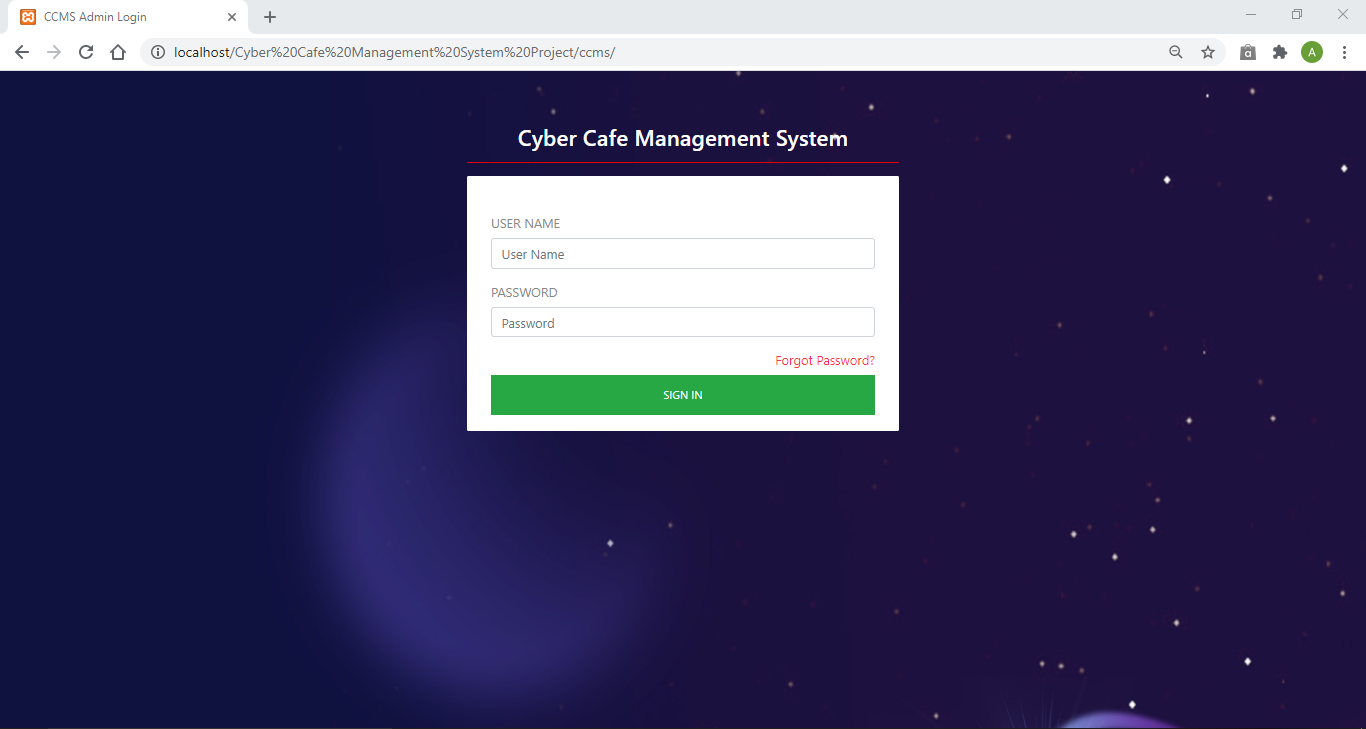 CCMS Admin Login
localhost/Cyber%20Cafe%20Management%20System%20Project/ccms/
A
Cyber Cafe Management System
USER NAME
User Name
PASSWORD
Password
Forgot Password?
SIGN IN